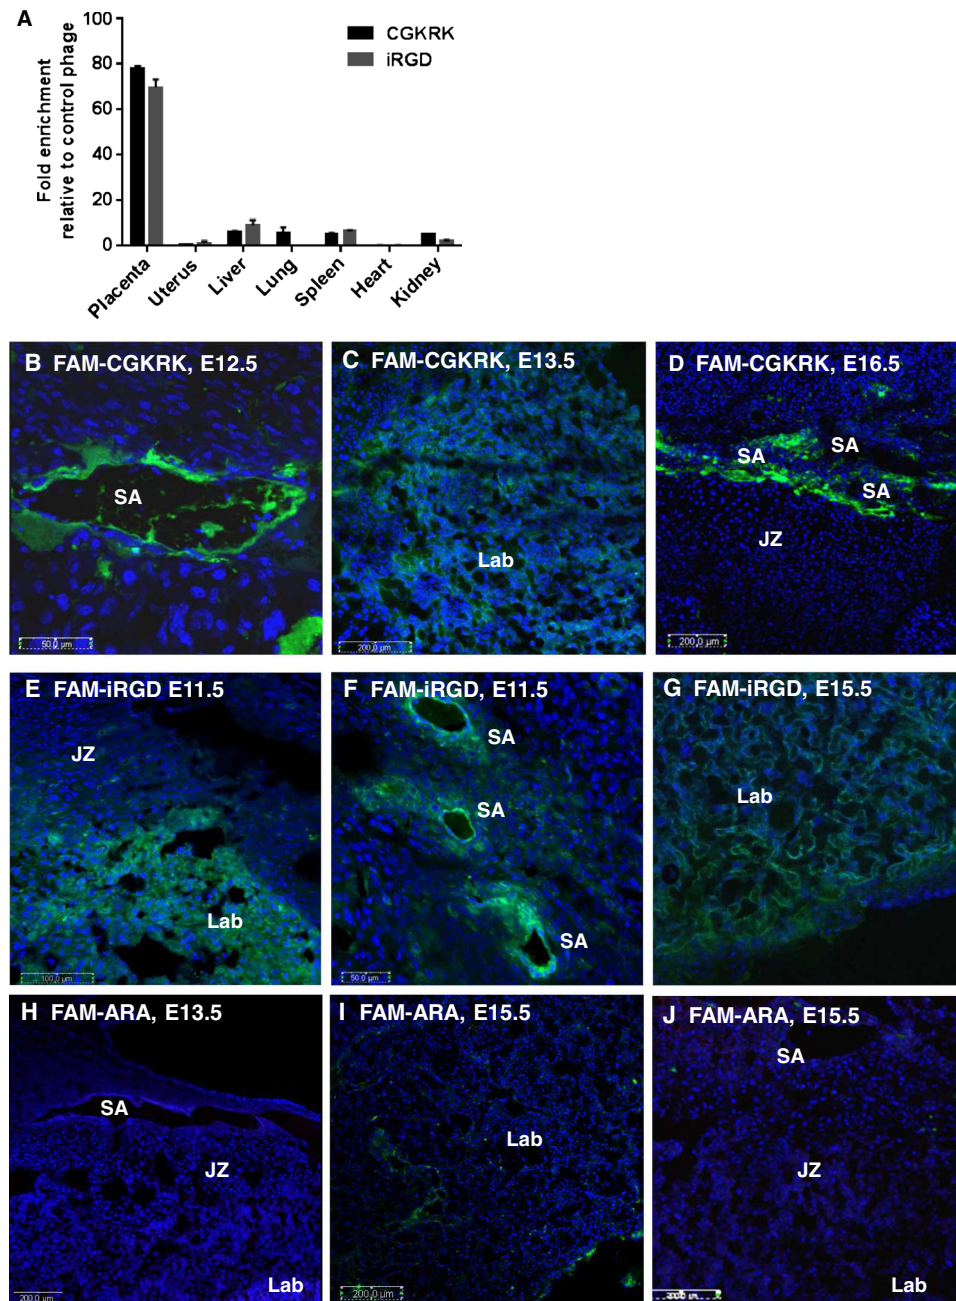 A
Fold enrichment
relative to control phage
100
80
60
40
20
0
CGKRK
iRGD
Placenta
Uterus
Liver
Lung
Spleen
Heart
Kidney
B FAM-CGKRK, E12.5
SA
50.0 µm
C FAM-CGKRK, E13.5
Lab
200.0 µm
D FAM-CGKRK, E16.5
SA
SA
SA
JZ
200.0 µm
E FAM-iRGD E11.5
JZ
Lab
100.0 µm
F FAM-iRGD, E11.5
SA
SA
SA
50.0 µm
G FAM-iRGD, E15.5
Lab
H FAM-ARA, E13.5
SA
JZ
Lab
200.0 µm
I FAM-ARA, E15.5
Lab
200.0 µm
J FAM-ARA, E15.5
SA
JZ
Lab